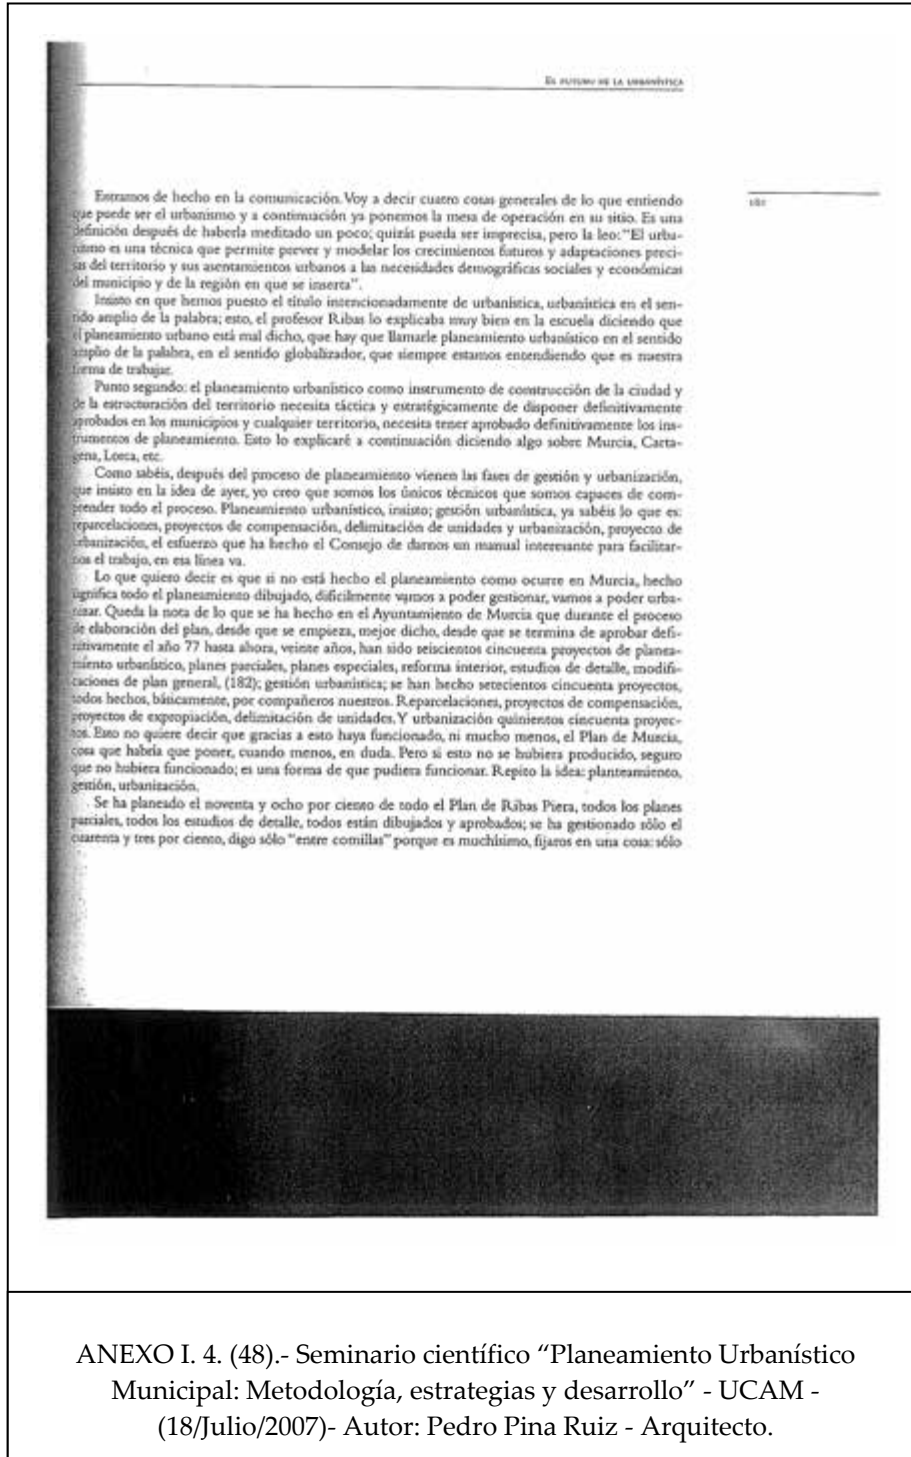 EL FUTURO DE LA URBANÍSTICA
181
Entramos de hecho en la comunicación. Voy a decir cuatro cosas generales de lo que entiendo
que puede ser el urbanismo y a continuación ya ponemos la mesa de operación en su sitio. Es una
definición después de haberla meditado un poco; quizás pueda ser imprecisa, pero la leo: "El urba-
nismo es una técnica que permite prever y modelar los crecimientos futuros y adaptaciones preci-
sas del territorio y sus asentamientos urbanos a las necesidades demográficas sociales y económicas
del municipio y de la región en que se inserta".
Insisto en que hemos puesto el título intencionadamente de urbanística, urbanística en el sen-
tido amplio de la palabra; esto, el profesor Ribas lo explicaba muy bien en la escuela diciendo que
el planeamiento urbano está mal dicho, que hay que llamarle planeamiento urbanístico en el sentido
amplio de la palabra, en el sentido globalizador, que siempre estamos entendiendo que es nuestra
forma de trabajar.
Punto segundo: el planeamiento urbanístico como instrumento de construcción de la ciudad y
de la estructuración del territorio necesita táctica y estratégicamente de disponer definitivamente
aprobados en los municipios y cualquier territorio, necesita tener aprobado definitivamente los ins-
trumentos de planeamiento. Esto lo explicaré a continuación diciendo algo sobre Murcia, Carta-
gena, Lorca, etc.
Como sabéis, después del proceso de planeamiento vienen las fases de gestión y urbanización,
que insisto en la idea de ayer, yo creo que somos los únicos técnicos que somos capaces de com-
prender todo el proceso. Planeamiento urbanístico, insisto; gestión urbanística, ya sabéis lo que es:
reparcelaciones, proyectos de compensación, delimitación de unidades y urbanización, proyecto de
urbanización, el esfuerzo que ha hecho el Consejo de darnos un manual interesante para facilitar-
nos el trabajo, en esa línea va.
Lo que quiero decir es que si no está hecho el planeamiento como ocurre en Murcia, hecho
significa todo el planeamiento dibujado, difícilmente vamos a poder gestionar, vamos a poder urba-
nizar. Queda la nota de lo que se ha hecho en el Ayuntamiento de Murcia que durante el proceso
de elaboración del plan, desde que se empieza, mejor dicho, desde que se termina de aprobar defi-
nitivamente el año 77 hasta ahora, veinte años, han sido seiscientos cincuenta proyectos de planea-
miento urbanístico, planes parciales, planes especiales, reforma interior, estudios de detalle, modifi-
caciones de plan general, (182); gestión urbanística; se han hecho setecientos cincuenta proyectos,
todos hechos, básicamente, por compañeros nuestros. Reparcelaciones, proyectos de compensación,
proyectos de expropiación, delimitación de unidades. Y urbanización quinientos cincuenta proyec-
tos. Esto no quiere decir que gracias a esto haya funcionado, ni mucho menos, el Plan de Murcia,
cosa que habría que poner, cuando menos, en duda. Pero si esto no se hubiera producido, seguro
que no hubiera funcionado; es una forma de que pudiera funcionar. Repito la idea: planteamiento,
gestión, urbanización.
Se ha planeado el noventa y ocho por ciento de todo el Plan de Ribas Piera, todos los planes
parciales, todos los estudios de detalle, todos están dibujados y aprobados; se ha gestionado sólo el
cuarenta y tres por ciento, digo sólo "entre comillas" porque es muchísimo, fijaros en una cosa: sólo
ANEXO I. 4. (48).- Seminario científico “Planeamiento Urbanístico
Municipal: Metodología, estrategias y desarrollo” - UCAM -
(18/Julio/2007)- Autor: Pedro Pina Ruiz - Arquitecto.